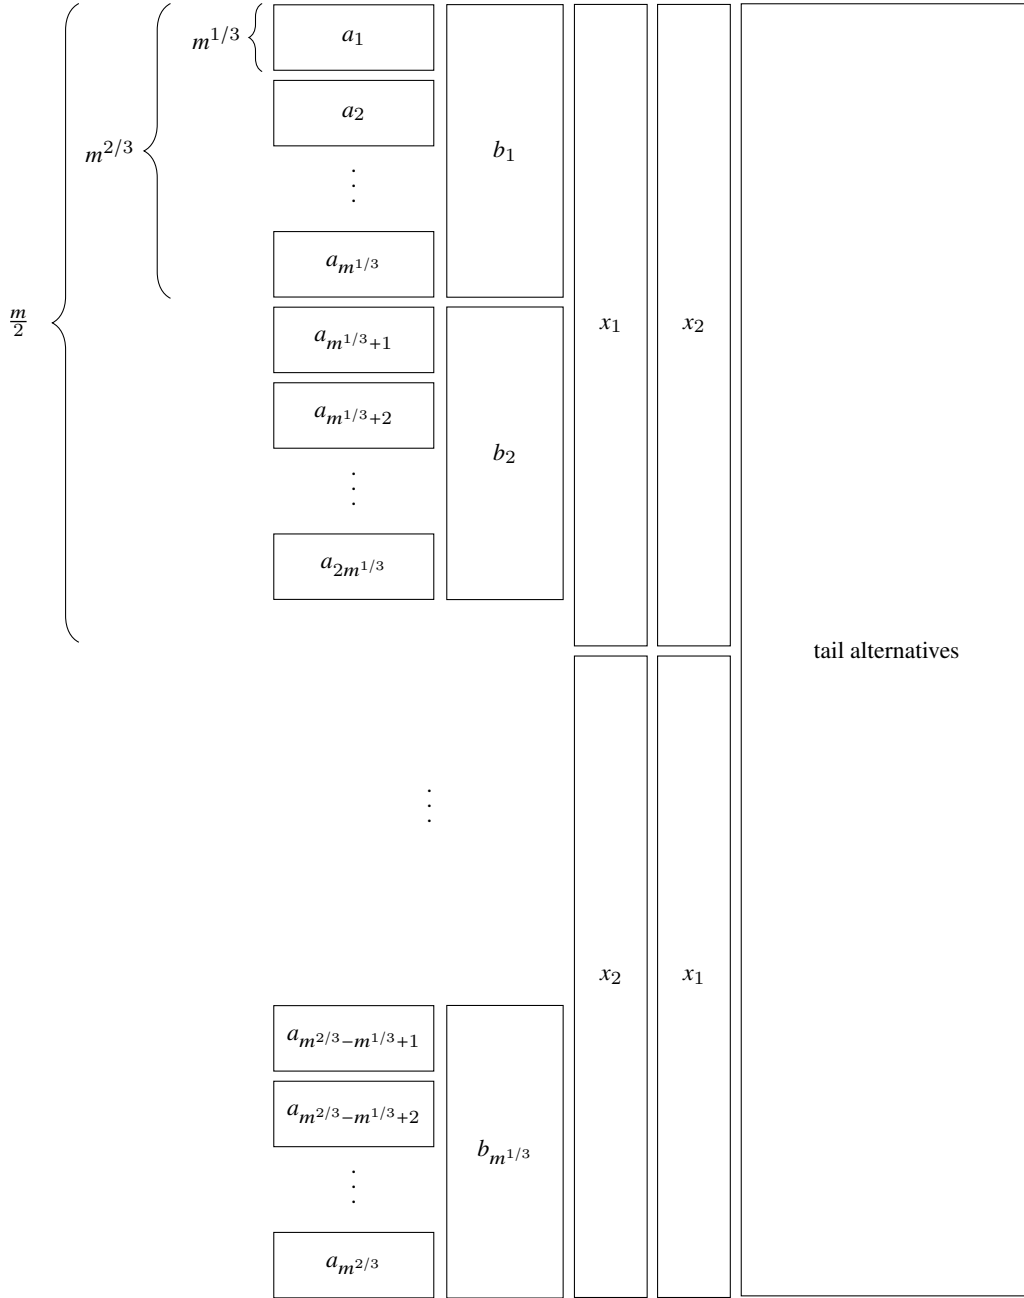 m^{1/3} a_1
a_2
m^{2/3} b_1
⋮
a_{m^{1/3}}
m/2 a_{m^{1/3}+1} x_1 x_2
a_{m^{1/3}+2}
b_2
⋮
a_{2m^{1/3}}
tail alternatives
⋮
x_2 x_1
a_{m^{2/3}−m^{1/3}+1}
a_{m^{2/3}−m^{1/3}+2}
b_{m^{1/3}}
⋮
a_{m^{2/3}}